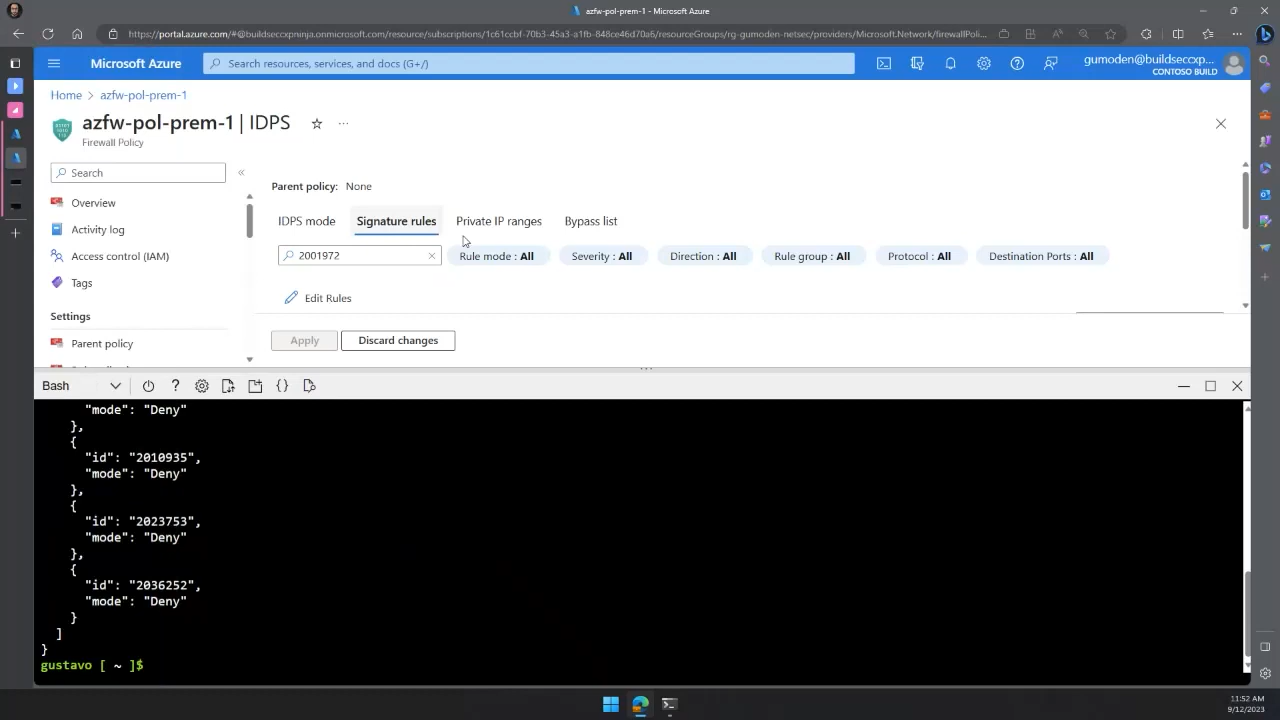 azfw-pol-prem-1 - Microsoft Azure
https://portal.azure.com/#@buildseccxpninja.onmicrosoft.com/resource/subscriptions/1c61ccbf-70b3-45a3-a1fb-848ce46d70a6/resourceGroups/rg-gumoden-netsec/providers/Microsoft.Network/firewallPoli...
Microsoft Azure
Search resources, services, and docs (G+/)
gumoden@buildseccxp...
CONTOSO BUILD
Home > azfw-pol-prem-1
azfw-pol-prem-1 | IDPS
Firewall Policy
Search
Overview
Activity log
Access control (IAM)
Tags
Settings
Parent policy
Parent policy: None
IDPS mode Signature rules Private IP ranges Bypass list
2001972 Rule mode : All Severity : All Direction : All Rule group : All Protocol : All Destination Ports : All
Edit Rules
Apply Discard changes
Bash
"mode": "Deny"
},
{
"id": "2010935",
"mode": "Deny"
},
{
"id": "2023753",
"mode": "Deny"
},
{
"id": "2036252",
"mode": "Deny"
}
]
}
gustavo [ ~ ]$
11:52 AM
9/12/2023